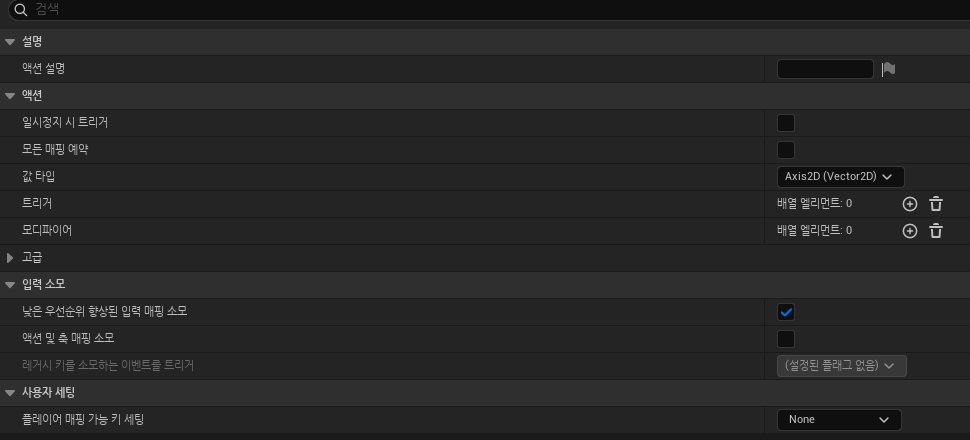 검색
설명
액션 설명
액션
일시정지 시 트리거
모든 매핑 예약
값 타입 Axis2D (Vector2D)
트리거 배열 엘리먼트: 0
모디파이어 배열 엘리먼트: 0
고급
입력 소모
낮은 우선순위 향상된 입력 매핑 소모
액션 및 축 매핑 소모
레거시 키를 소모하는 이벤트를 트리거 (설정된 플래그 없음)
사용자 세팅
플레이어 매핑 가능 키 세팅 None